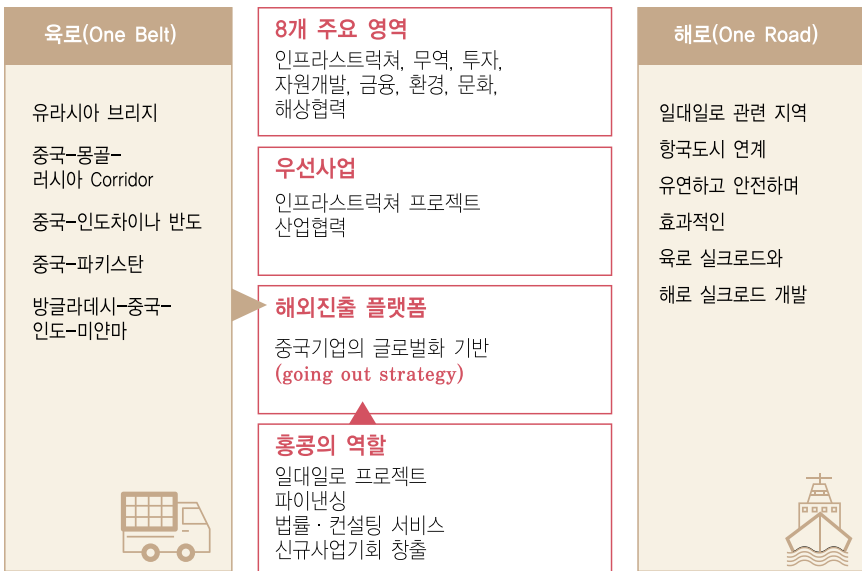 육로(One Belt)
유라시아 브리지
중국-몽골-
러시아 Corridor
중국-인도차이나 반도
중국-파키스탄
방글라데시-중국-
인도-미얀마
8개 주요 영역
인프라스트럭쳐, 무역, 투자,
자원개발, 금융, 환경, 문화,
해상협력
우선사업
인프라스트럭쳐 프로젝트
산업협력
해외진출 플랫폼
중국기업의 글로벌화 기반
(going out strategy)
홍콩의 역할
일대일로 프로젝트
파이낸싱
법률 · 컨설팅 서비스
신규사업기회 창출
해로(One Road)
일대일로 관련 지역
항국도시 연계
유연하고 안전하며
효과적인
육로 실크로드와
해로 실크로드 개발